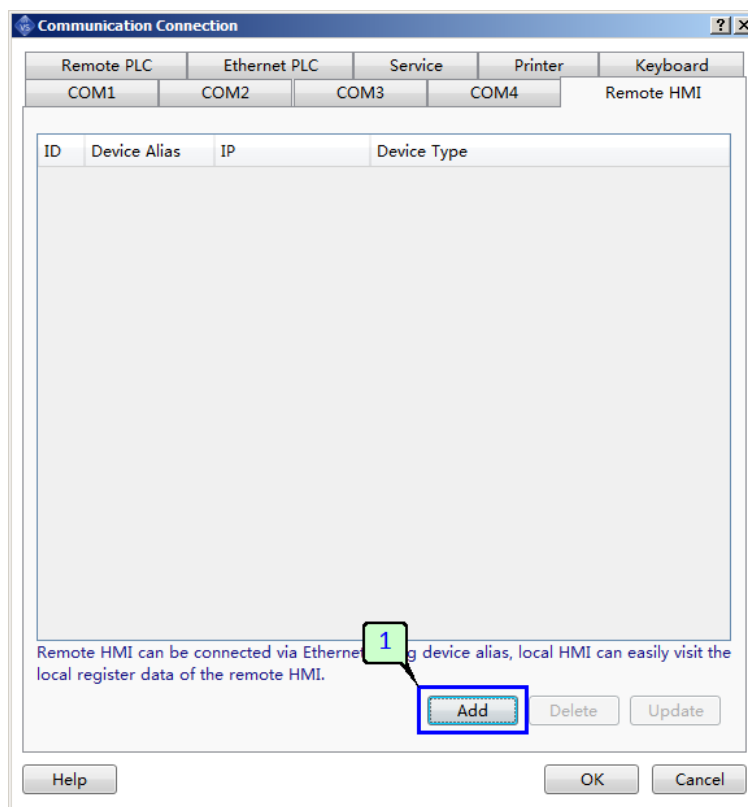 Communication Connection
Remote PLC Ethernet PLC Service Printer Keyboard
COM1 COM2 COM3 COM4 Remote HMI
ID Device Alias IP Device Type
1
Remote HMI can be connected via Ethernet g device alias, local HMI can easily visit the
local register data of the remote HMI.
Add Delete Update
Help OK Cancel